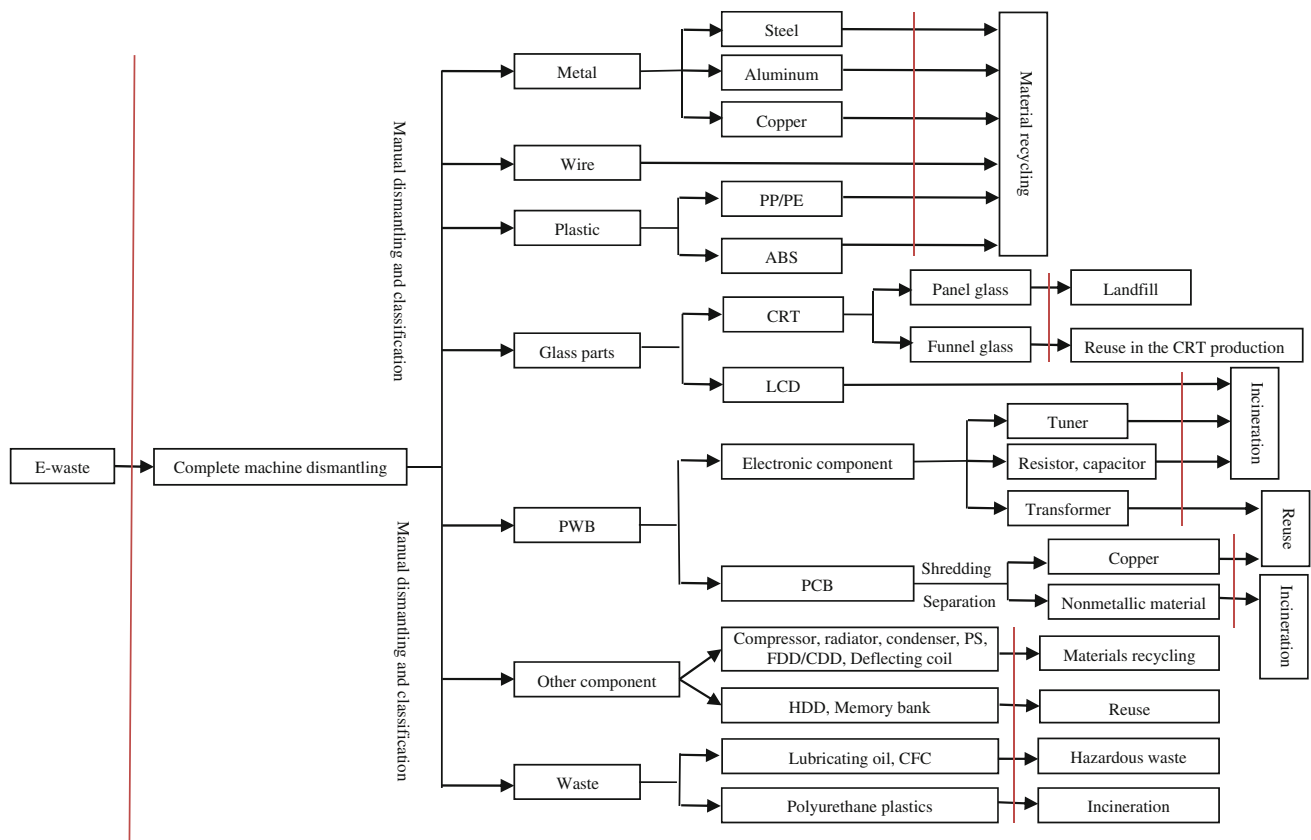 E-waste
Complete machine dismantling
Manual dismantling and classification
Manual dismantling and classification
Metal
Steel
Aluminum
Copper
Wire
Plastic
PP/PE
ABS
Material recycling
Glass parts
CRT
Panel glass
Landfill
Funnel glass
Reuse in the CRT production
LCD
Incineration
PWB
Electronic component
Tuner
Resistor, capacitor
Transformer
Reuse
PCB
Shredding
Separation
Copper
Nonmetallic material
Incineration
Other component
Compressor, radiator, condenser, PS,
FDD/CDD, Deflecting coil
Materials recycling
HDD, Memory bank
Reuse
Waste
Lubricating oil, CFC
Hazardous waste
Polyurethane plastics
Incineration